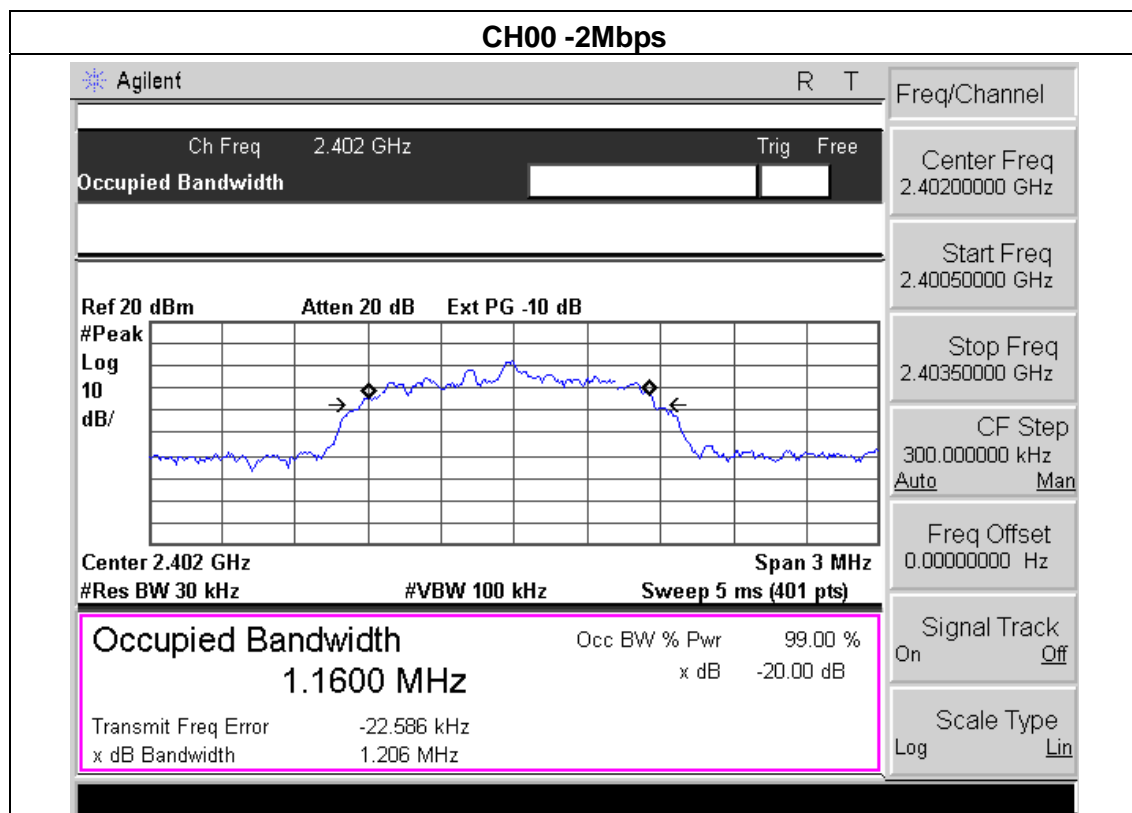 CH00 -2Mbps
Agilent R T
Ch Freq 2.402 GHz Trig Free
Occupied Bandwidth
Ref 20 dBm Atten 20 dB Ext PG -10 dB
#Peak
Log
10
dB/
Center 2.402 GHz Span 3 MHz
#Res BW 30 kHz #VBW 100 kHz Sweep 5 ms (401 pts)
Occupied Bandwidth Occ BW % Pwr 99.00 %
1.1600 MHz x dB -20.00 dB
Transmit Freq Error -22.586 kHz
x dB Bandwidth 1.206 MHz
Freq/Channel
Center Freq
2.40200000 GHz
Start Freq
2.40050000 GHz
Stop Freq
2.40350000 GHz
CF Step
300.000000 kHz
Auto Man
Freq Offset
0.00000000 Hz
Signal Track
On Off
Scale Type
Log Lin